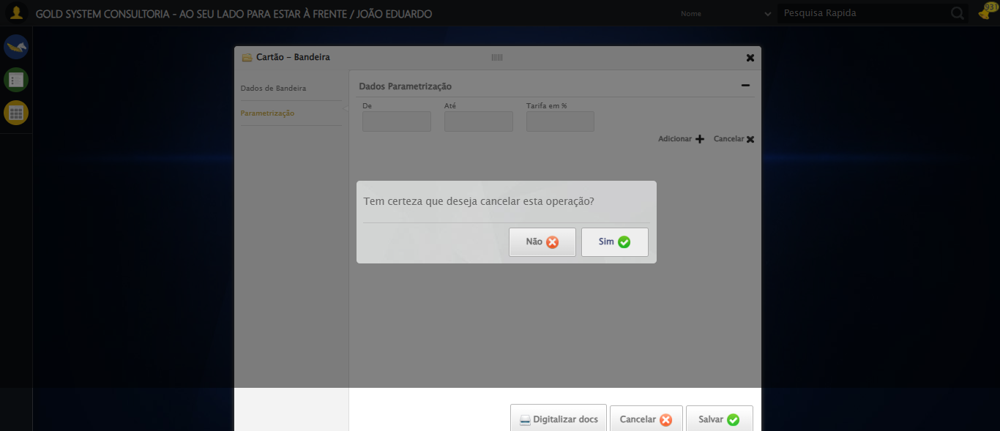 GOLD SYSTEM CONSULTORIA - AO SEU LADO PARA ESTAR À FRENTE / JOÃO EDUARDO
Nome
Pesquisa Rapida
931
Cartão - Bandeira
Dados de Bandeira
Parametrização
Dados Parametrização
De
Até
Tarifa em %
Adicionar
Cancelar
Tem certeza que deseja cancelar esta operação?
Não
Sim
Digitalizar docs
Cancelar
Salvar